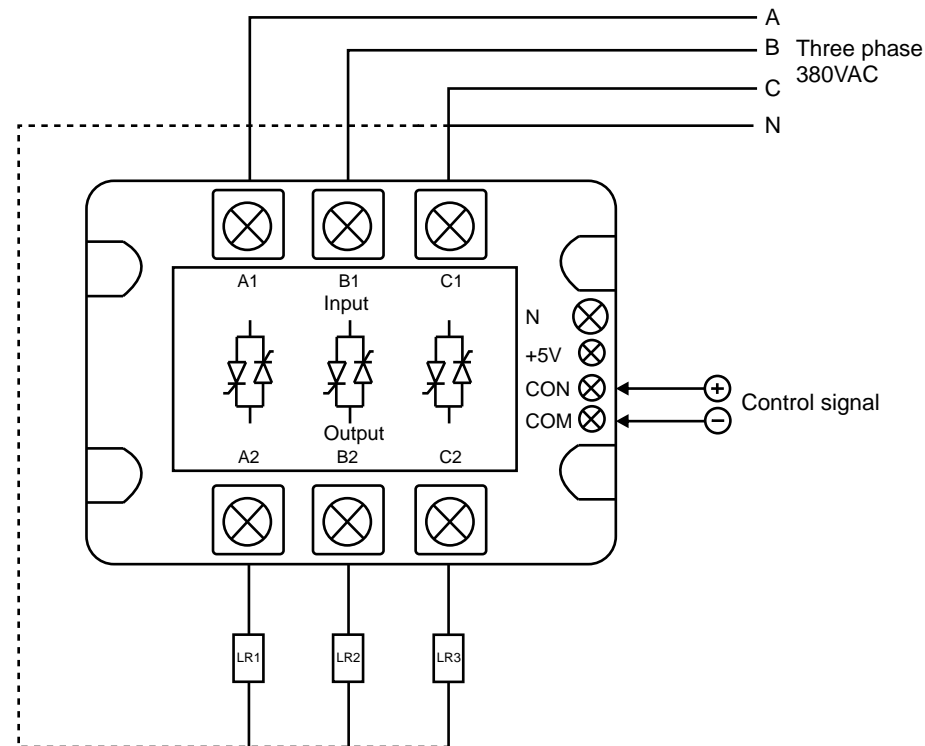 A
B
Three phase
380VAC
C
N
A1
B1
C1
Input
N
+5V
CON
+
COM
-
Control signal
Output
A2
B2
C2
LR1
LR2
LR3